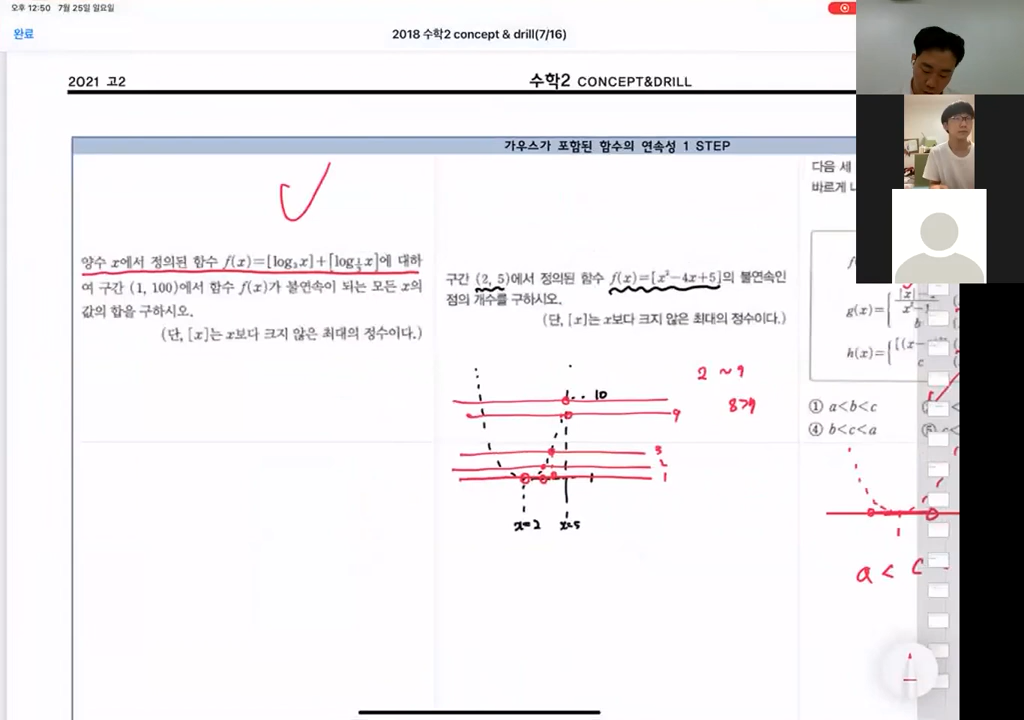 오후 12:50 7월 25일 일요일
완료
2018 수학2 concept & drill(7/16)
2021 고2
수학2 CONCEPT&DRILL
가우스가 포함된 함수의 연속성 1 STEP
양수 x에서 정의된 함수 f(x)=[log₃x]+[log_{1/3}x]에 대하
여 구간 (1, 100)에서 함수 f(x)가 불연속이 되는 모든 x의
값의 합을 구하시오.
(단, [x]는 x보다 크지 않은 최대의 정수이다.)
구간 (2, 5)에서 정의된 함수 f(x)=[x²−4x+5]의 불연속인
점의 개수를 구하시오.
(단, [x]는 x보다 크지 않은 최대의 정수이다.)
2 ~ 9
8개
10
9
3
2
1
x=2
x=5
다음 세
바르게 나
g(x)=
b
h(x)=
c
① a<b<c
④ b<c<a
⑤
1
a < c